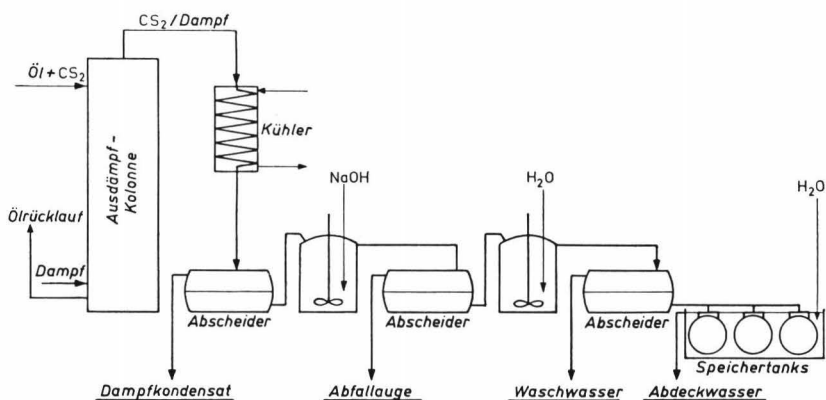 CS₂/Dampf
Öl+CS₂
Kühler
Ausdämpf-
Kolonne
NaOH
H₂O
H₂O
Ölrücklauf
Dampf
Abscheider
Abscheider
Abscheider
Speichertanks
Dampfkondensat
Abfallauge
Waschwasser
Abdeckwasser